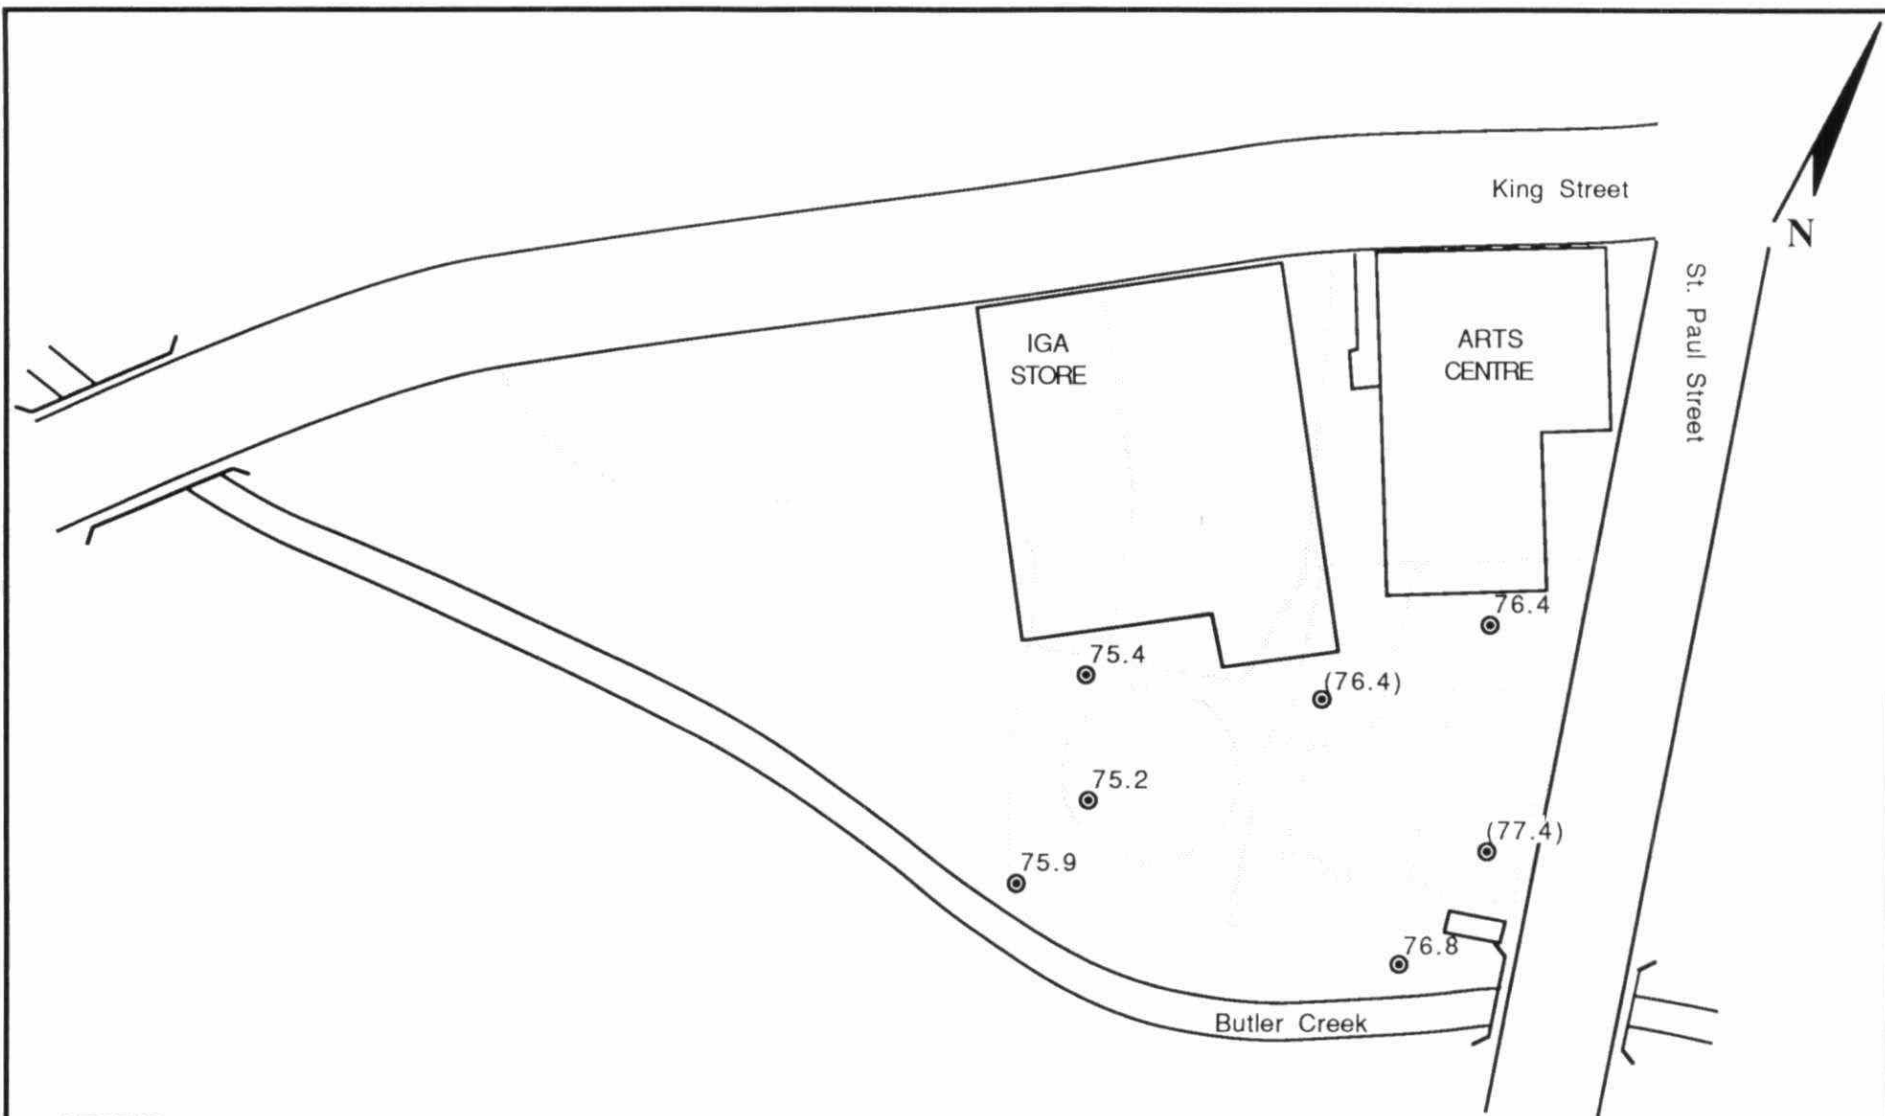 King Street
N
St. Paul Street
IGA
STORE
ARTS
CENTRE
76.4
75.4
(76.4)
75.2
(77.4)
75.9
76.8
Butler Creek